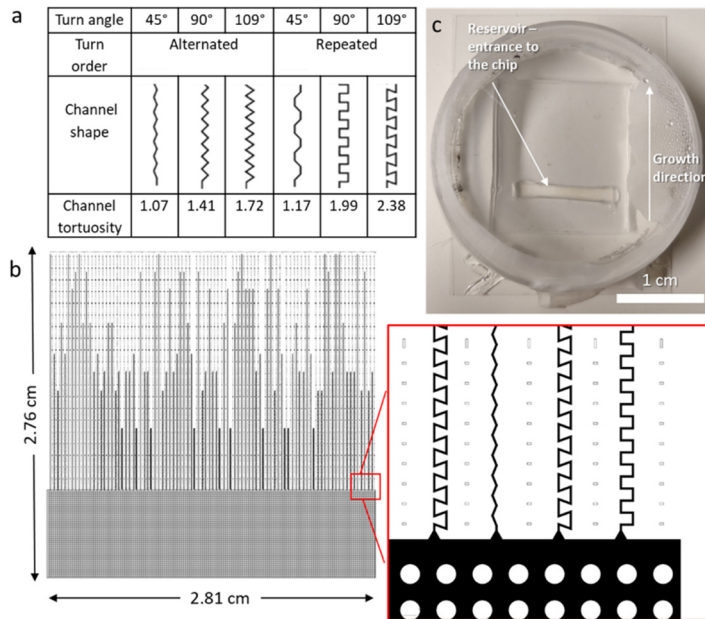 a
Turn angle 45° 90° 109° 45° 90° 109°
Turn order Alternated Repeated
Channel shape
Channel tortuosity 1.07 1.41 1.72 1.17 1.99 2.38
b
2.76 cm
2.81 cm
c
Reservoir –
entrance to
the chip
Growth
direction
1 cm